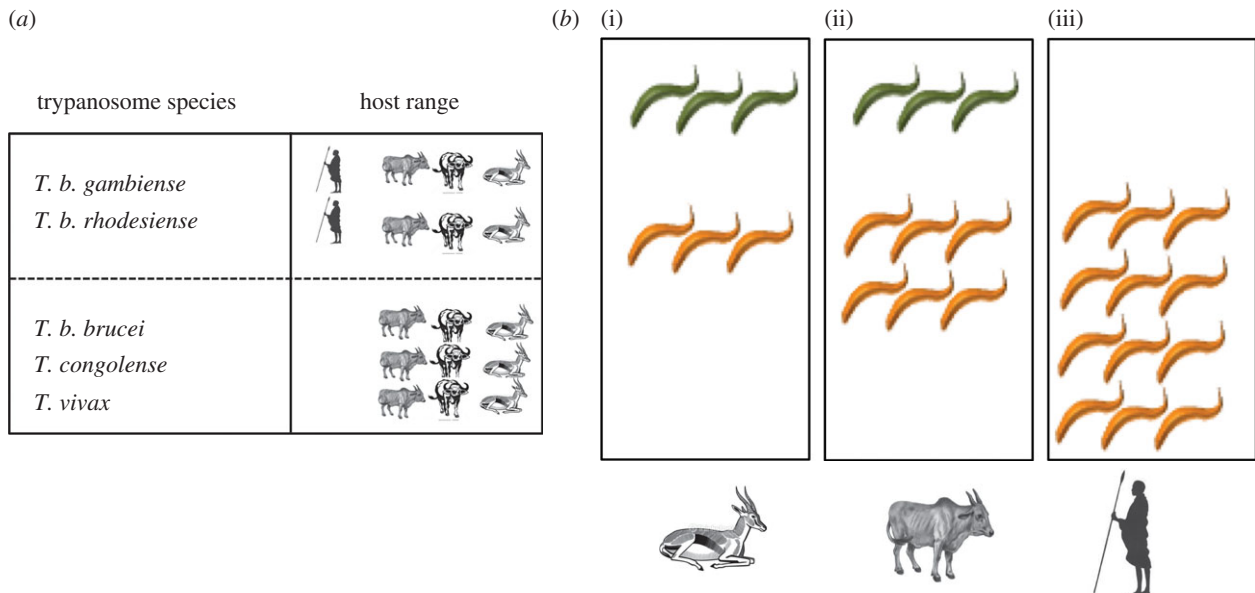 (a)
trypanosome species host range
T. b. gambiense
T. b. rhodesiense
T. b. brucei
T. congolense
T. vivax
(b) (i) (ii) (iii)